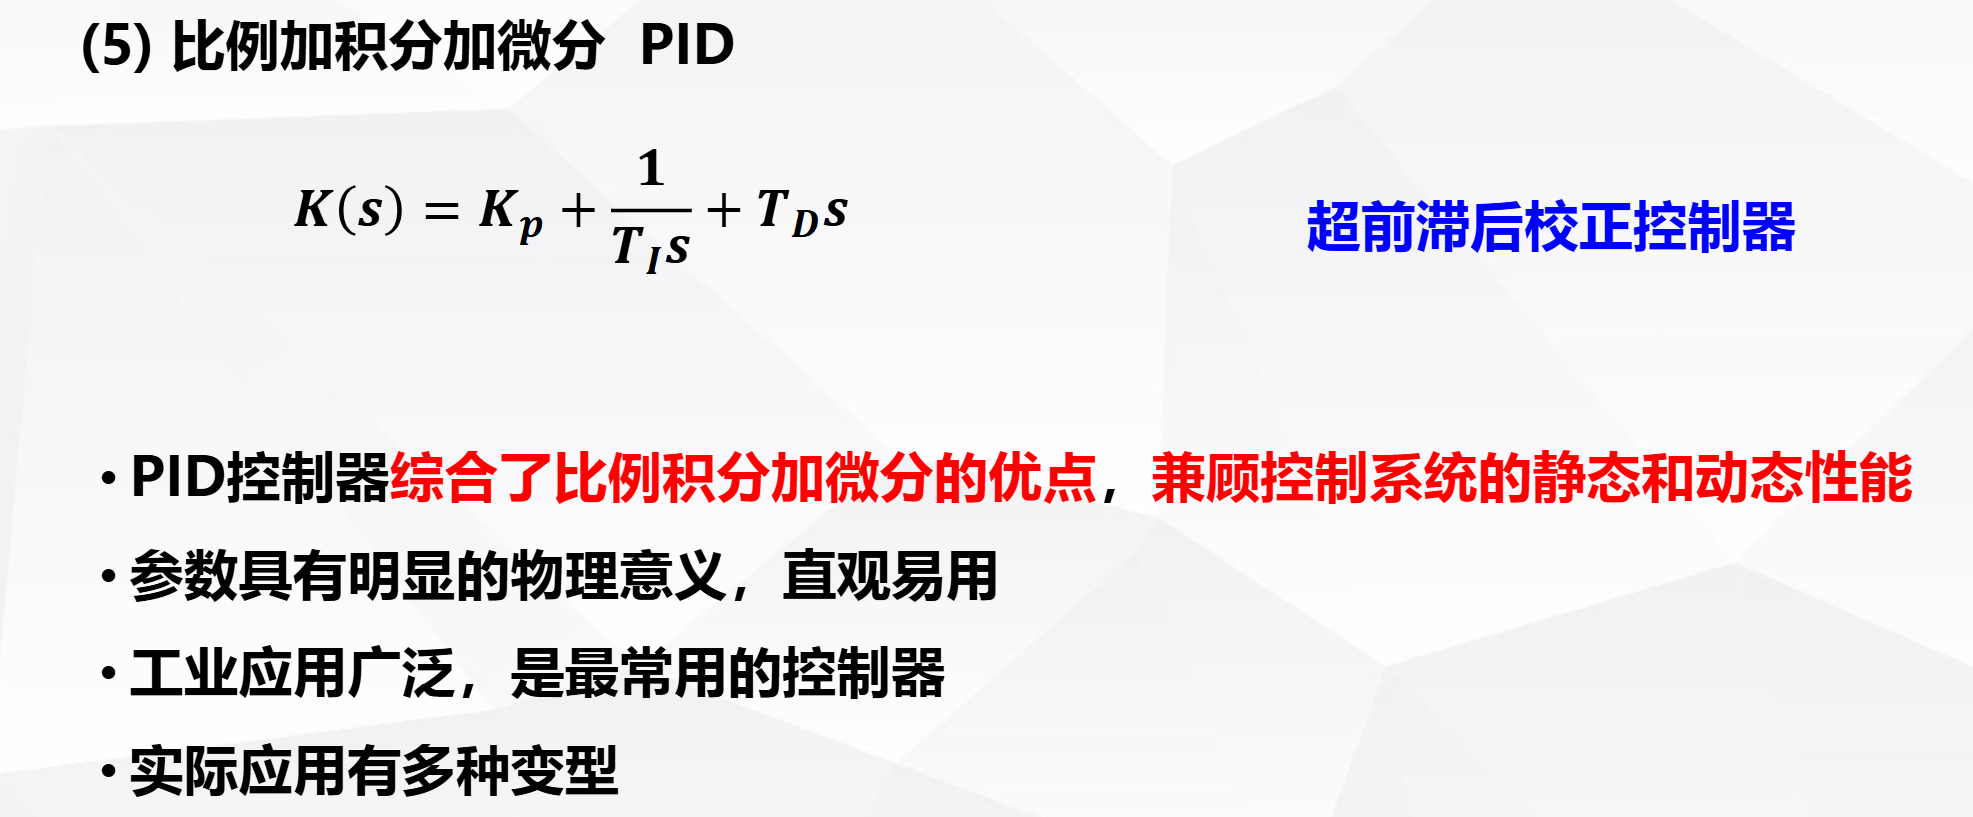 (5) 比例加积分加微分 PID
K(s) = K_p + \frac{1}{T_I s} + T_D s
超前滞后校正控制器
• PID控制器综合了比例积分加微分的优点，兼顾控制系统的静态和动态性能
• 参数具有明显的物理意义，直观易用
• 工业应用广泛，是最常用的控制器
• 实际应用有多种变型